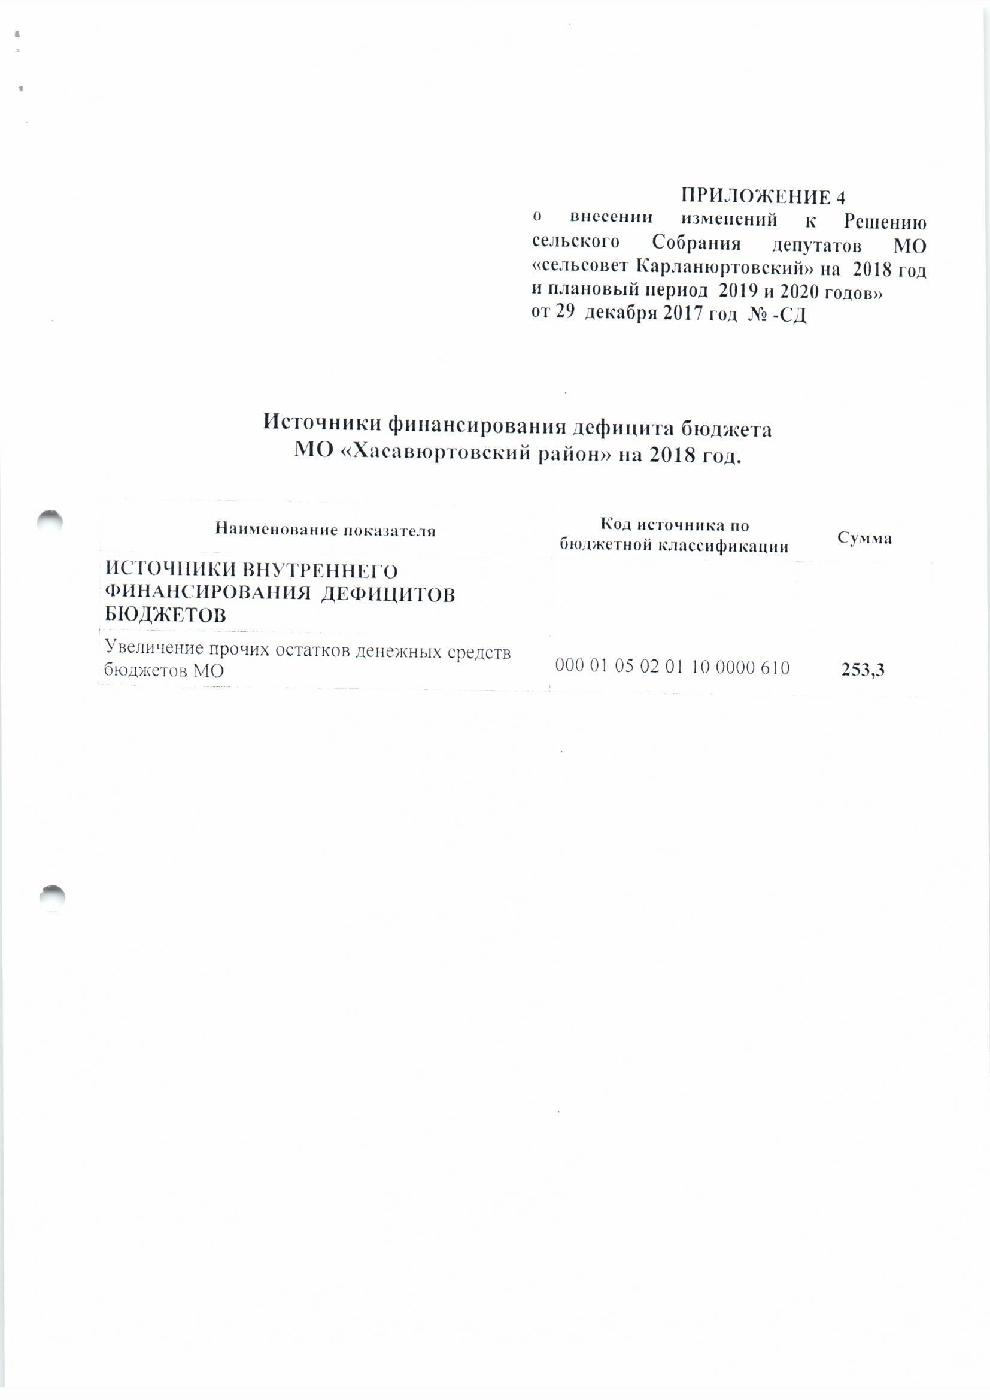 ПРИЛОЖЕНИЕ 4
о внесении изменений к Решению
сельского Собрания депутатов МО
«сельсовет Карланюртовский» на 2018 год
и плановый период 2019 и 2020 годов»
от 29 декабря 2017 год № -СД
Источники финансирования дефицита бюджета
МО «Хасавюртовский район» на 2018 год.
Наименование показателя
Код источника по
бюджетной классификации
Сумма
ИСТОЧНИКИ ВНУТРЕННЕГО
ФИНАНСИРОВАНИЯ ДЕФИЦИТОВ
БЮДЖЕТОВ
Увеличение прочих остатков денежных средств
бюджетов МО
000 01 05 02 01 10 0000 610
253,3